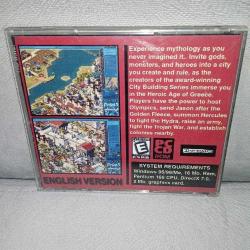 Experience mythology as you
never imagined it. Invite gods,
monsters, and heroes into a city
you create and rule, as the
creators of the award-winning
City Building Series immerse you
in the Heroic Age of Greece.
Players have the power to host
Olympics, send Jason after the
Golden Fleece, summon Hercules
to fight the Hydra, raise an army,
fight the Trojan War, and establish
colonies nearby.
ENGLISH VERSION
SYSTEM REQUIREMENTS
Windows 95/98/Me, 16 Mb. Ram,
Pentium 166 CPU, DirectX 7.0,
2 Mb. graphics card.